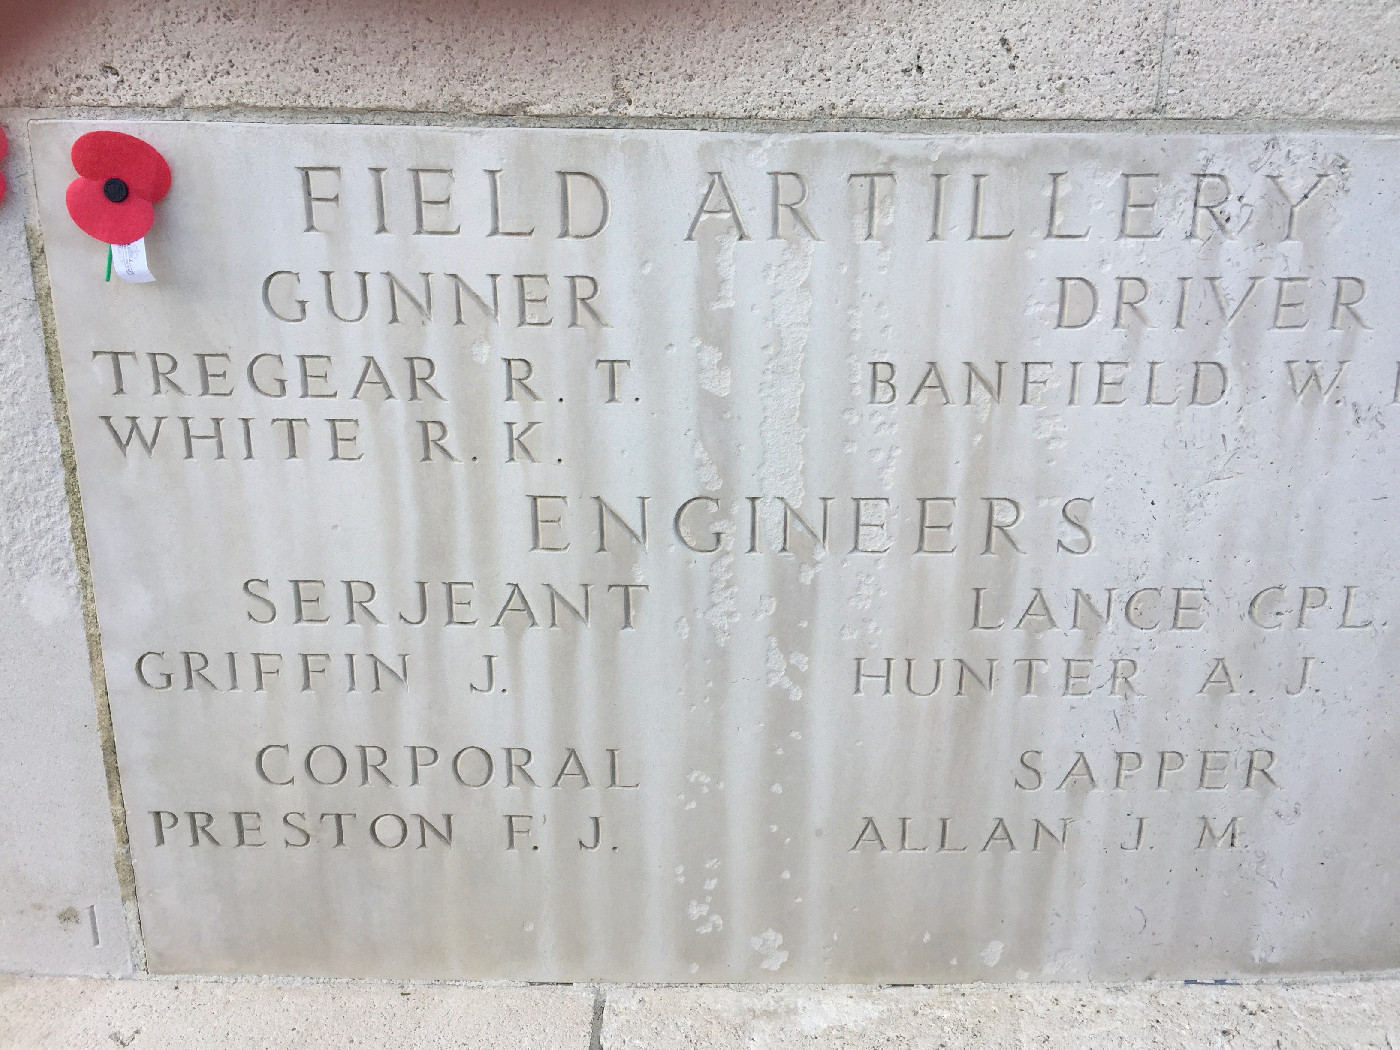 FIELD ARTILLERY
GUNNER DRIVER
TREGEAR R. T. BANFIELD W.
WHITE R. K.
ENGINEERS
SERJEANT LANCE CPL.
GRIFFIN J. HUNTER A. J.
CORPORAL SAPPER
PRESTON F. J. ALLAN J. M.